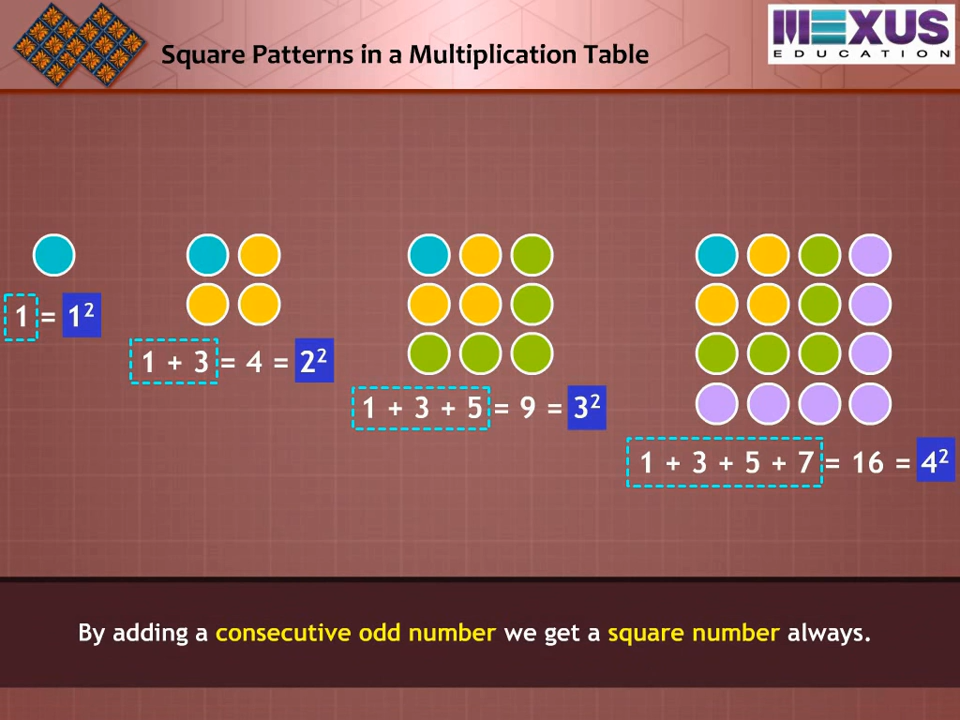 Square Patterns in a Multiplication Table
MEXUS
EDUCATION
1 = 1²
1 + 3 = 4 = 2²
1 + 3 + 5 = 9 = 3²
1 + 3 + 5 + 7 = 16 = 4²
By adding a consecutive odd number we get a square number always.